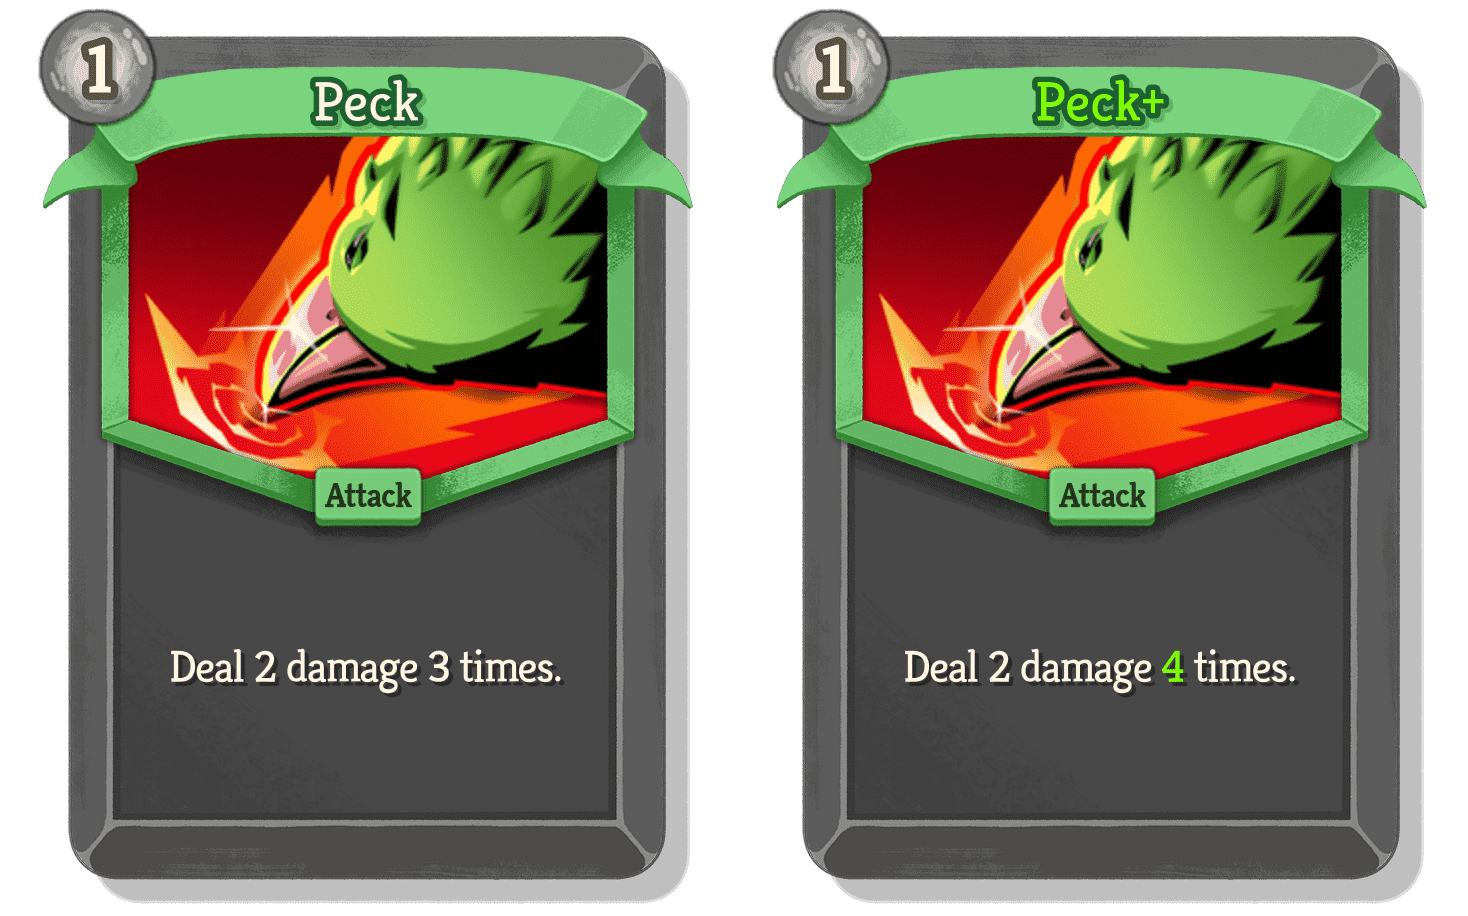 1
Peck
Attack
Deal 2 damage 3 times.
1
Peck+
Attack
Deal 2 damage 4 times.